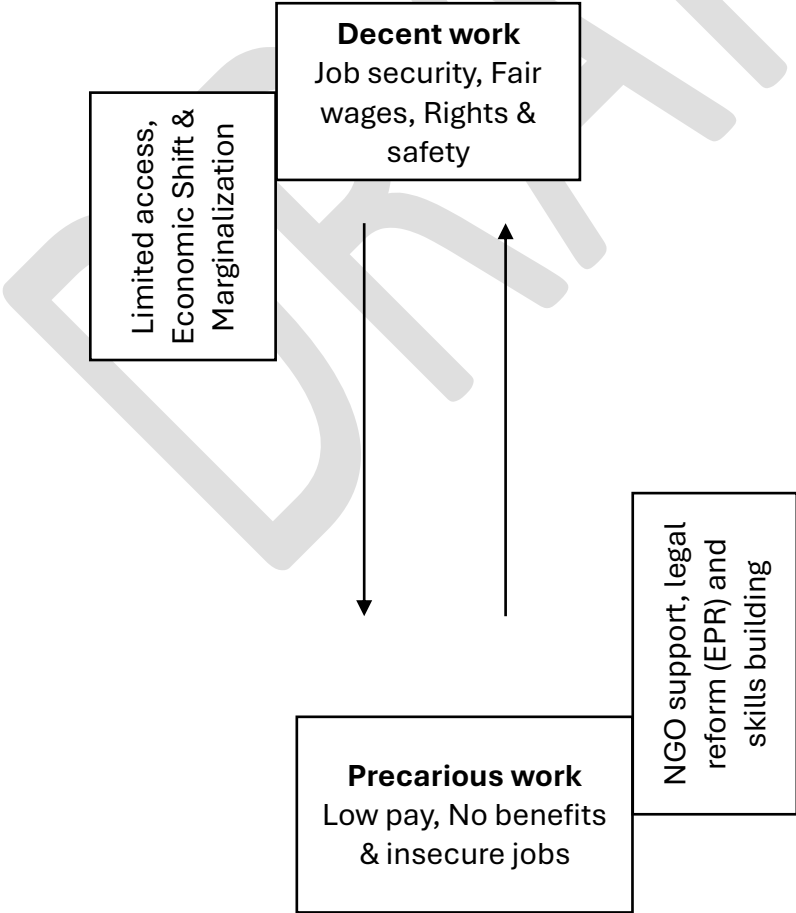 Decent work
Job security, Fair
wages, Rights &
safety
Limited access,
Economic Shift &
Marginalization
NGO support, legal
reform (EPR) and
skills building
Precarious work
Low pay, No benefits
& insecure jobs